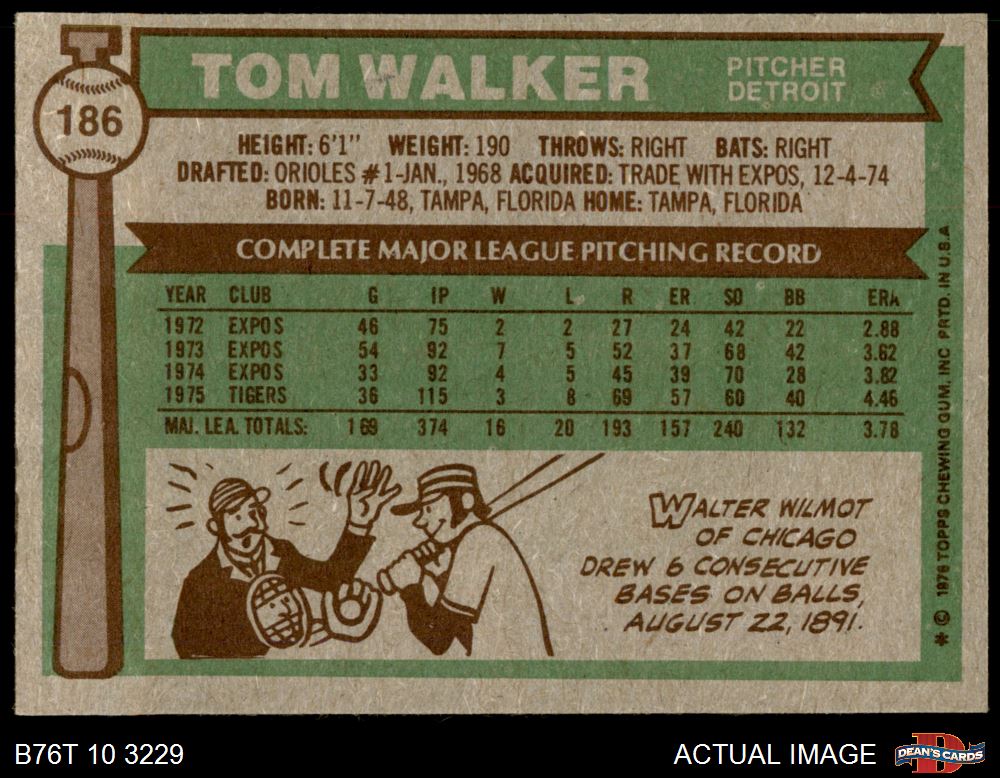 186
TOM WALKER
PITCHER
DETROIT
HEIGHT: 6'1" WEIGHT: 190 THROWS: RIGHT BATS: RIGHT
DRAFTED: ORIOLES #1-JAN., 1968 ACQUIRED: TRADE WITH EXPOS, 12-4-74
BORN: 11-7-48, TAMPA, FLORIDA HOME: TAMPA, FLORIDA
COMPLETE MAJOR LEAGUE PITCHING RECORD
YEAR CLUB G IP W L R ER SO BB ERA
1972 EXPOS 46 75 2 2 27 24 42 22 2.88
1973 EXPOS 54 92 7 5 52 37 68 42 3.62
1974 EXPOS 33 92 4 5 45 39 70 28 3.82
1975 TIGERS 36 115 3 8 69 57 60 40 4.46
MAJ. LEA. TOTALS: 169 374 16 20 193 157 240 132 3.78
WALTER WILMOT
OF CHICAGO
DREW 6 CONSECUTIVE
BASES ON BALLS,
AUGUST 22, 1891.
* © 1976 TOPPS CHEWING GUM, INC PRTD. IN U.S.A
B76T 10 3229
ACTUAL IMAGE
DEAN'S CARDS